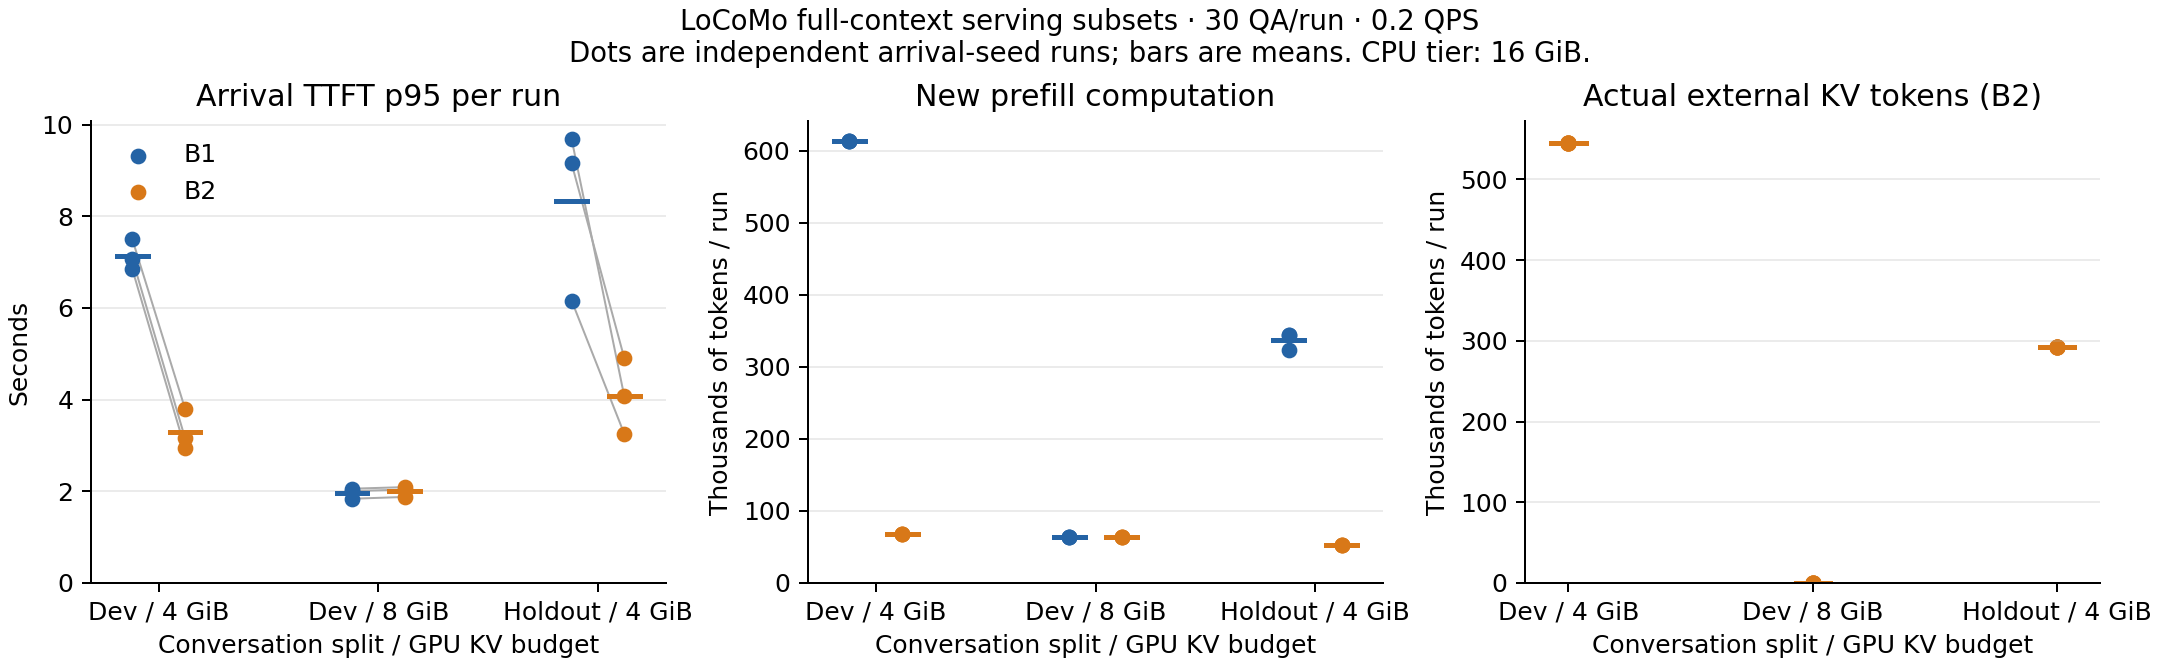 LoCoMo full-context serving subsets · 30 QA/run · 0.2 QPS
Dots are independent arrival-seed runs; bars are means. CPU tier: 16 GiB.
Arrival TTFT p95 per run
B1
B2
Seconds
10
8
6
4
2
0
Dev / 4 GiB
Dev / 8 GiB
Holdout / 4 GiB
Conversation split / GPU KV budget
New prefill computation
Thousands of tokens / run
600
500
400
300
200
100
0
Dev / 4 GiB
Dev / 8 GiB
Holdout / 4 GiB
Conversation split / GPU KV budget
Actual external KV tokens (B2)
Thousands of tokens / run
500
400
300
200
100
0
Dev / 4 GiB
Dev / 8 GiB
Holdout / 4 GiB
Conversation split / GPU KV budget